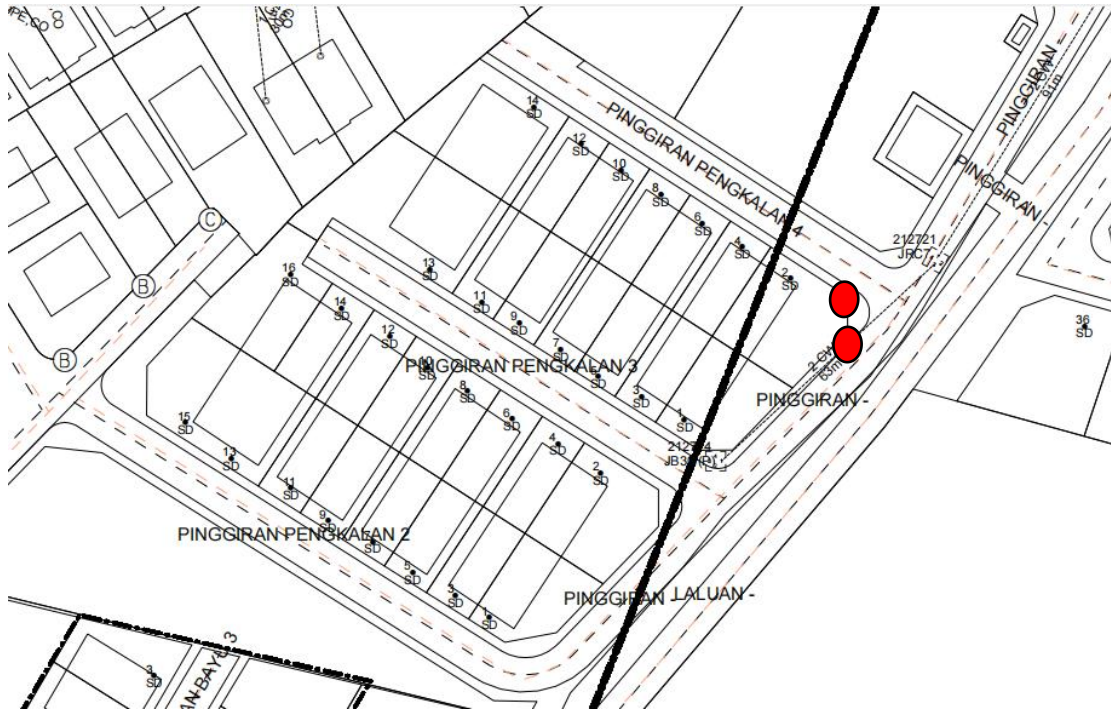 14
SD
12
SD
10
SD
8
SD
6
SD
4
SD
2
SD
PINGGIRAN PENGKALAN 4
PINGGIRAN -
91m
PINGGIRAN -
212721
36
SD
63m
PINGGIRAN -
C
B
B
16
SD
14
SD
12
SD
SD
8
SD
6
SD
4
SD
2
SD
13
SD
11
SD
9
SD
7
SD
SD
3
SD
1
SD
PINGGIRAN PENGKALAN 3
15
SD
13
SD
11
SD
9
SD
SD
5
SD
3
SD
1
SD
PINGGIRAN PENGKALAN 2
PINGGIRAN -
LALUAN -
3
SD